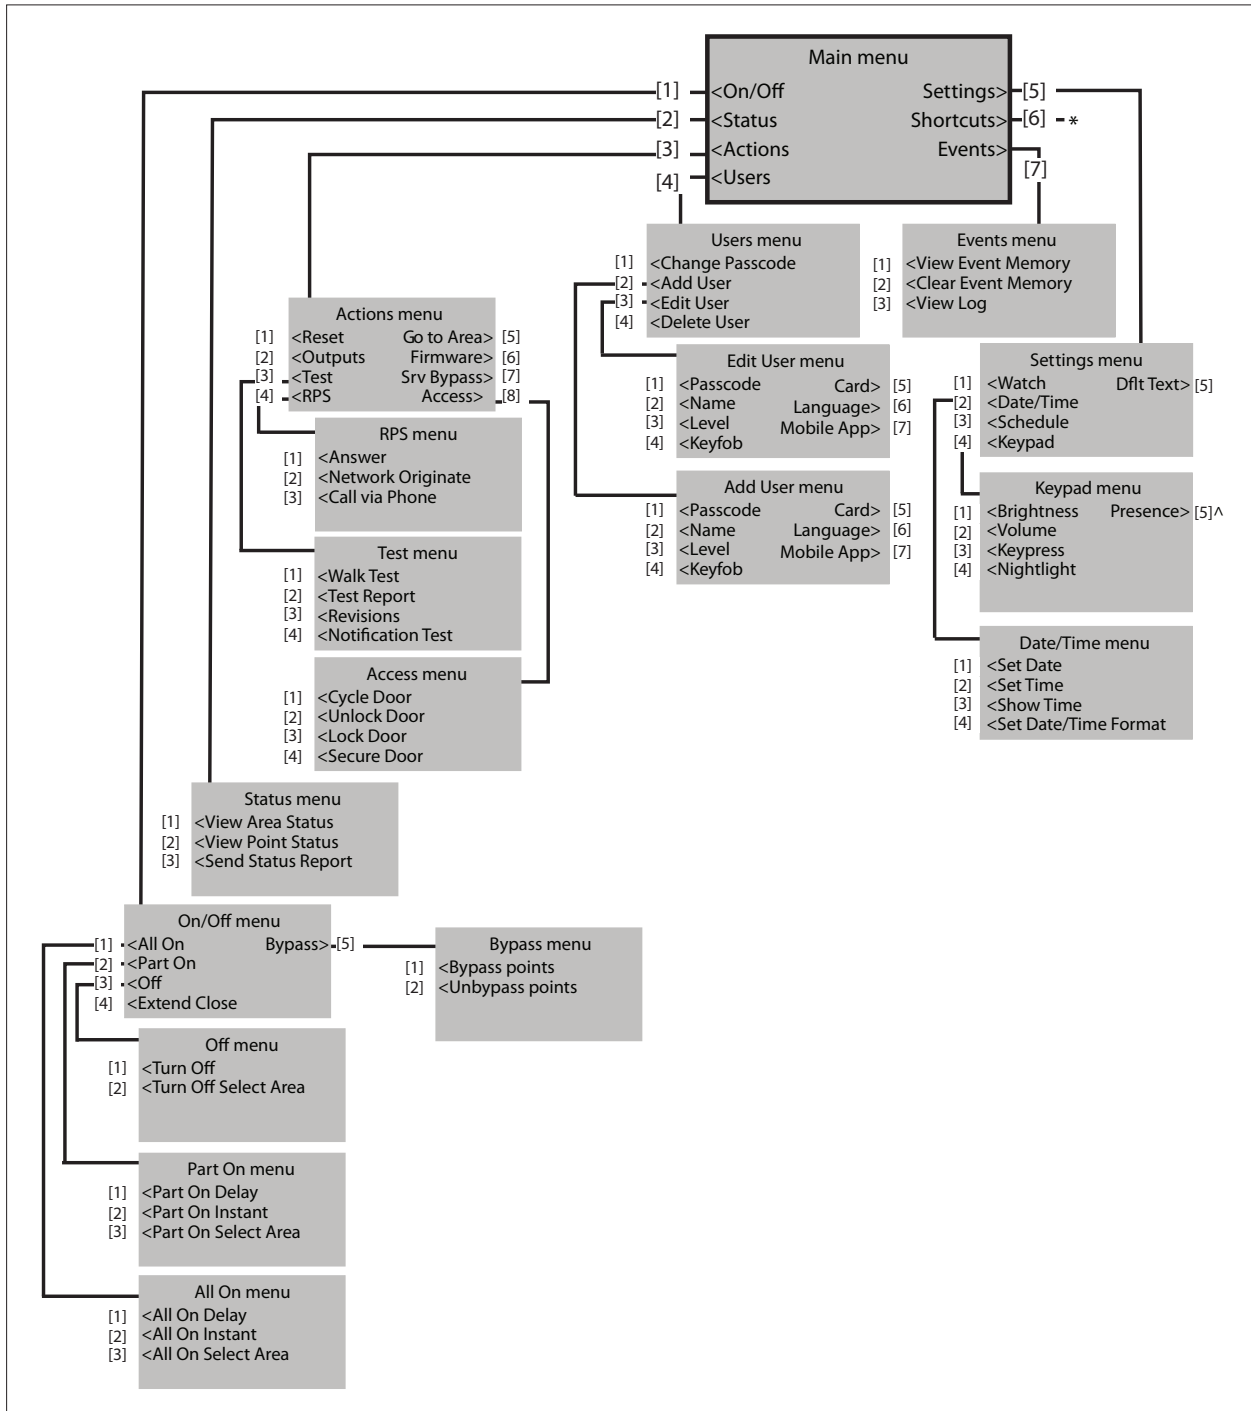 Main menu
[1] <On/Off Settings> [5]
[2] <Status Shortcuts> [6] *
[3] <Actions Events> [7]
[4] <Users
Users menu
[1] <Change Passcode
[2] <Add User
[3] <Edit User
[4] <Delete User
Events menu
[1] <View Event Memory
[2] <Clear Event Memory
[3] <View Log
Actions menu
[1] <Reset Go to Area> [5]
[2] <Outputs Firmware> [6]
[3] <Test Srv Bypass> [7]
[4] <RPS Access> [8]
Edit User menu
[1] <Passcode Card> [5]
[2] <Name Language> [6]
[3] <Level Mobile App> [7]
[4] <Keyfob
Settings menu
[1] <Watch Dflt Text> [5]
[2] <Date/Time
[3] <Schedule
[4] <Keypad
RPS menu
[1] <Answer
[2] <Network Originate
[3] <Call via Phone
Add User menu
[1] <Passcode Card> [5]
[2] <Name Language> [6]
[3] <Level Mobile App> [7]
[4] <Keyfob
Keypad menu
[1] <Brightness Presence> [5]^
[2] <Volume
[3] <Keypress
[4] <Nightlight
Test menu
[1] <Walk Test
[2] <Test Report
[3] <Revisions
[4] <Notification Test
Date/Time menu
[1] <Set Date
[2] <Set Time
[3] <Show Time
[4] <Set Date/Time Format
Access menu
[1] <Cycle Door
[2] <Unlock Door
[3] <Lock Door
[4] <Secure Door
Status menu
[1] <View Area Status
[2] <View Point Status
[3] <Send Status Report
On/Off menu
[1] <All On Bypass> [5]
[2] <Part On
[3] <Off
[4] <Extend Close
Bypass menu
[1] <Bypass points
[2] <Unbypass points
Off menu
[1] <Turn Off
[2] <Turn Off Select Area
Part On menu
[1] <Part On Delay
[2] <Part On Instant
[3] <Part On Select Area
All On menu
[1] <All On Delay
[2] <All On Instant
[3] <All On Select Area